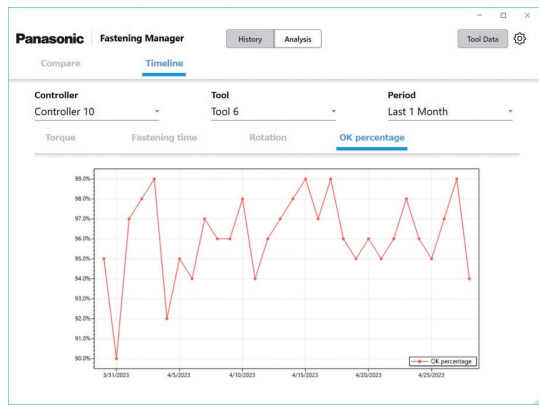 Panasonic Fastening Manager History Analysis Tool Data
Compare Timeline
Controller Tool Period
Controller 10 Tool 6 Last 1 Month
Torque Fastening time Rotation OK percentage
99.0%
98.0%
97.0%
96.0%
95.0%
94.0%
93.0%
92.0%
91.0%
90.0%
OK percentage
3/31/2023 4/5/2023 4/10/2023 4/15/2023 4/20/2023 4/25/2023